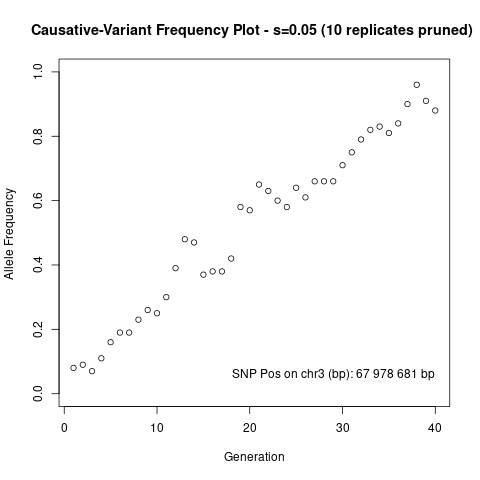 Causative-Variant Frequency Plot - s=0.05 (10 replicates pruned)
1.0
0.8
0.6
0.4
0.2
0.0
Allele Frequency
SNP Pos on chr3 (bp): 67 978 681 bp
0 10 20 30 40
Generation